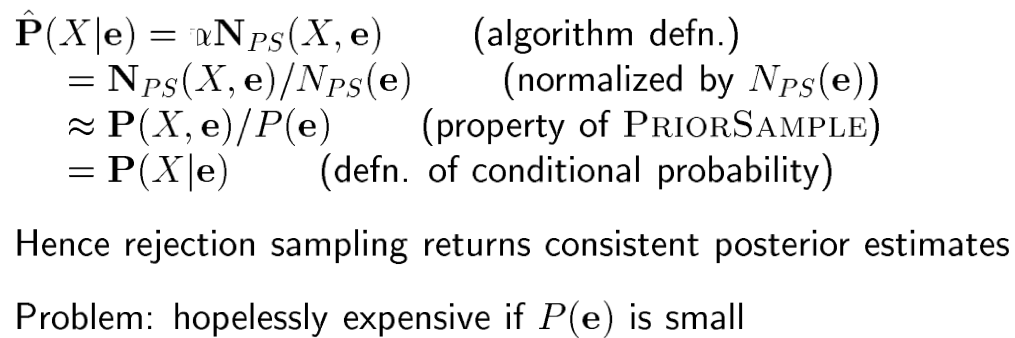 P̂(X|e) = αN_PS(X, e) (algorithm defn.)
= N_PS(X, e)/N_PS(e) (normalized by N_PS(e))
≈ P(X, e)/P(e) (property of PRIORSAMPLE)
= P(X|e) (defn. of conditional probability)
Hence rejection sampling returns consistent posterior estimates
Problem: hopelessly expensive if P(e) is small